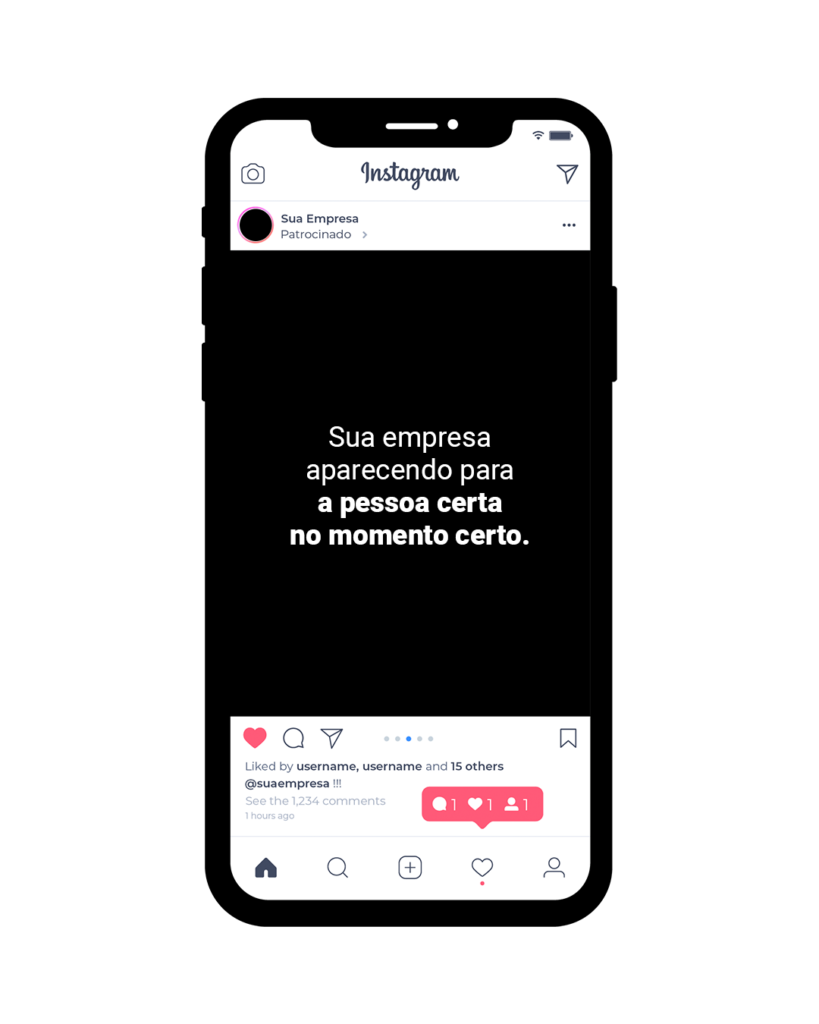 Instagram
Sua Empresa
Patrocinado
Sua empresa
aparecendo para
a pessoa certa
no momento certo.
Liked by username, username and 15 others
@suaempresa !!!
See the 1,234 comments
1 hours ago
1 1 1